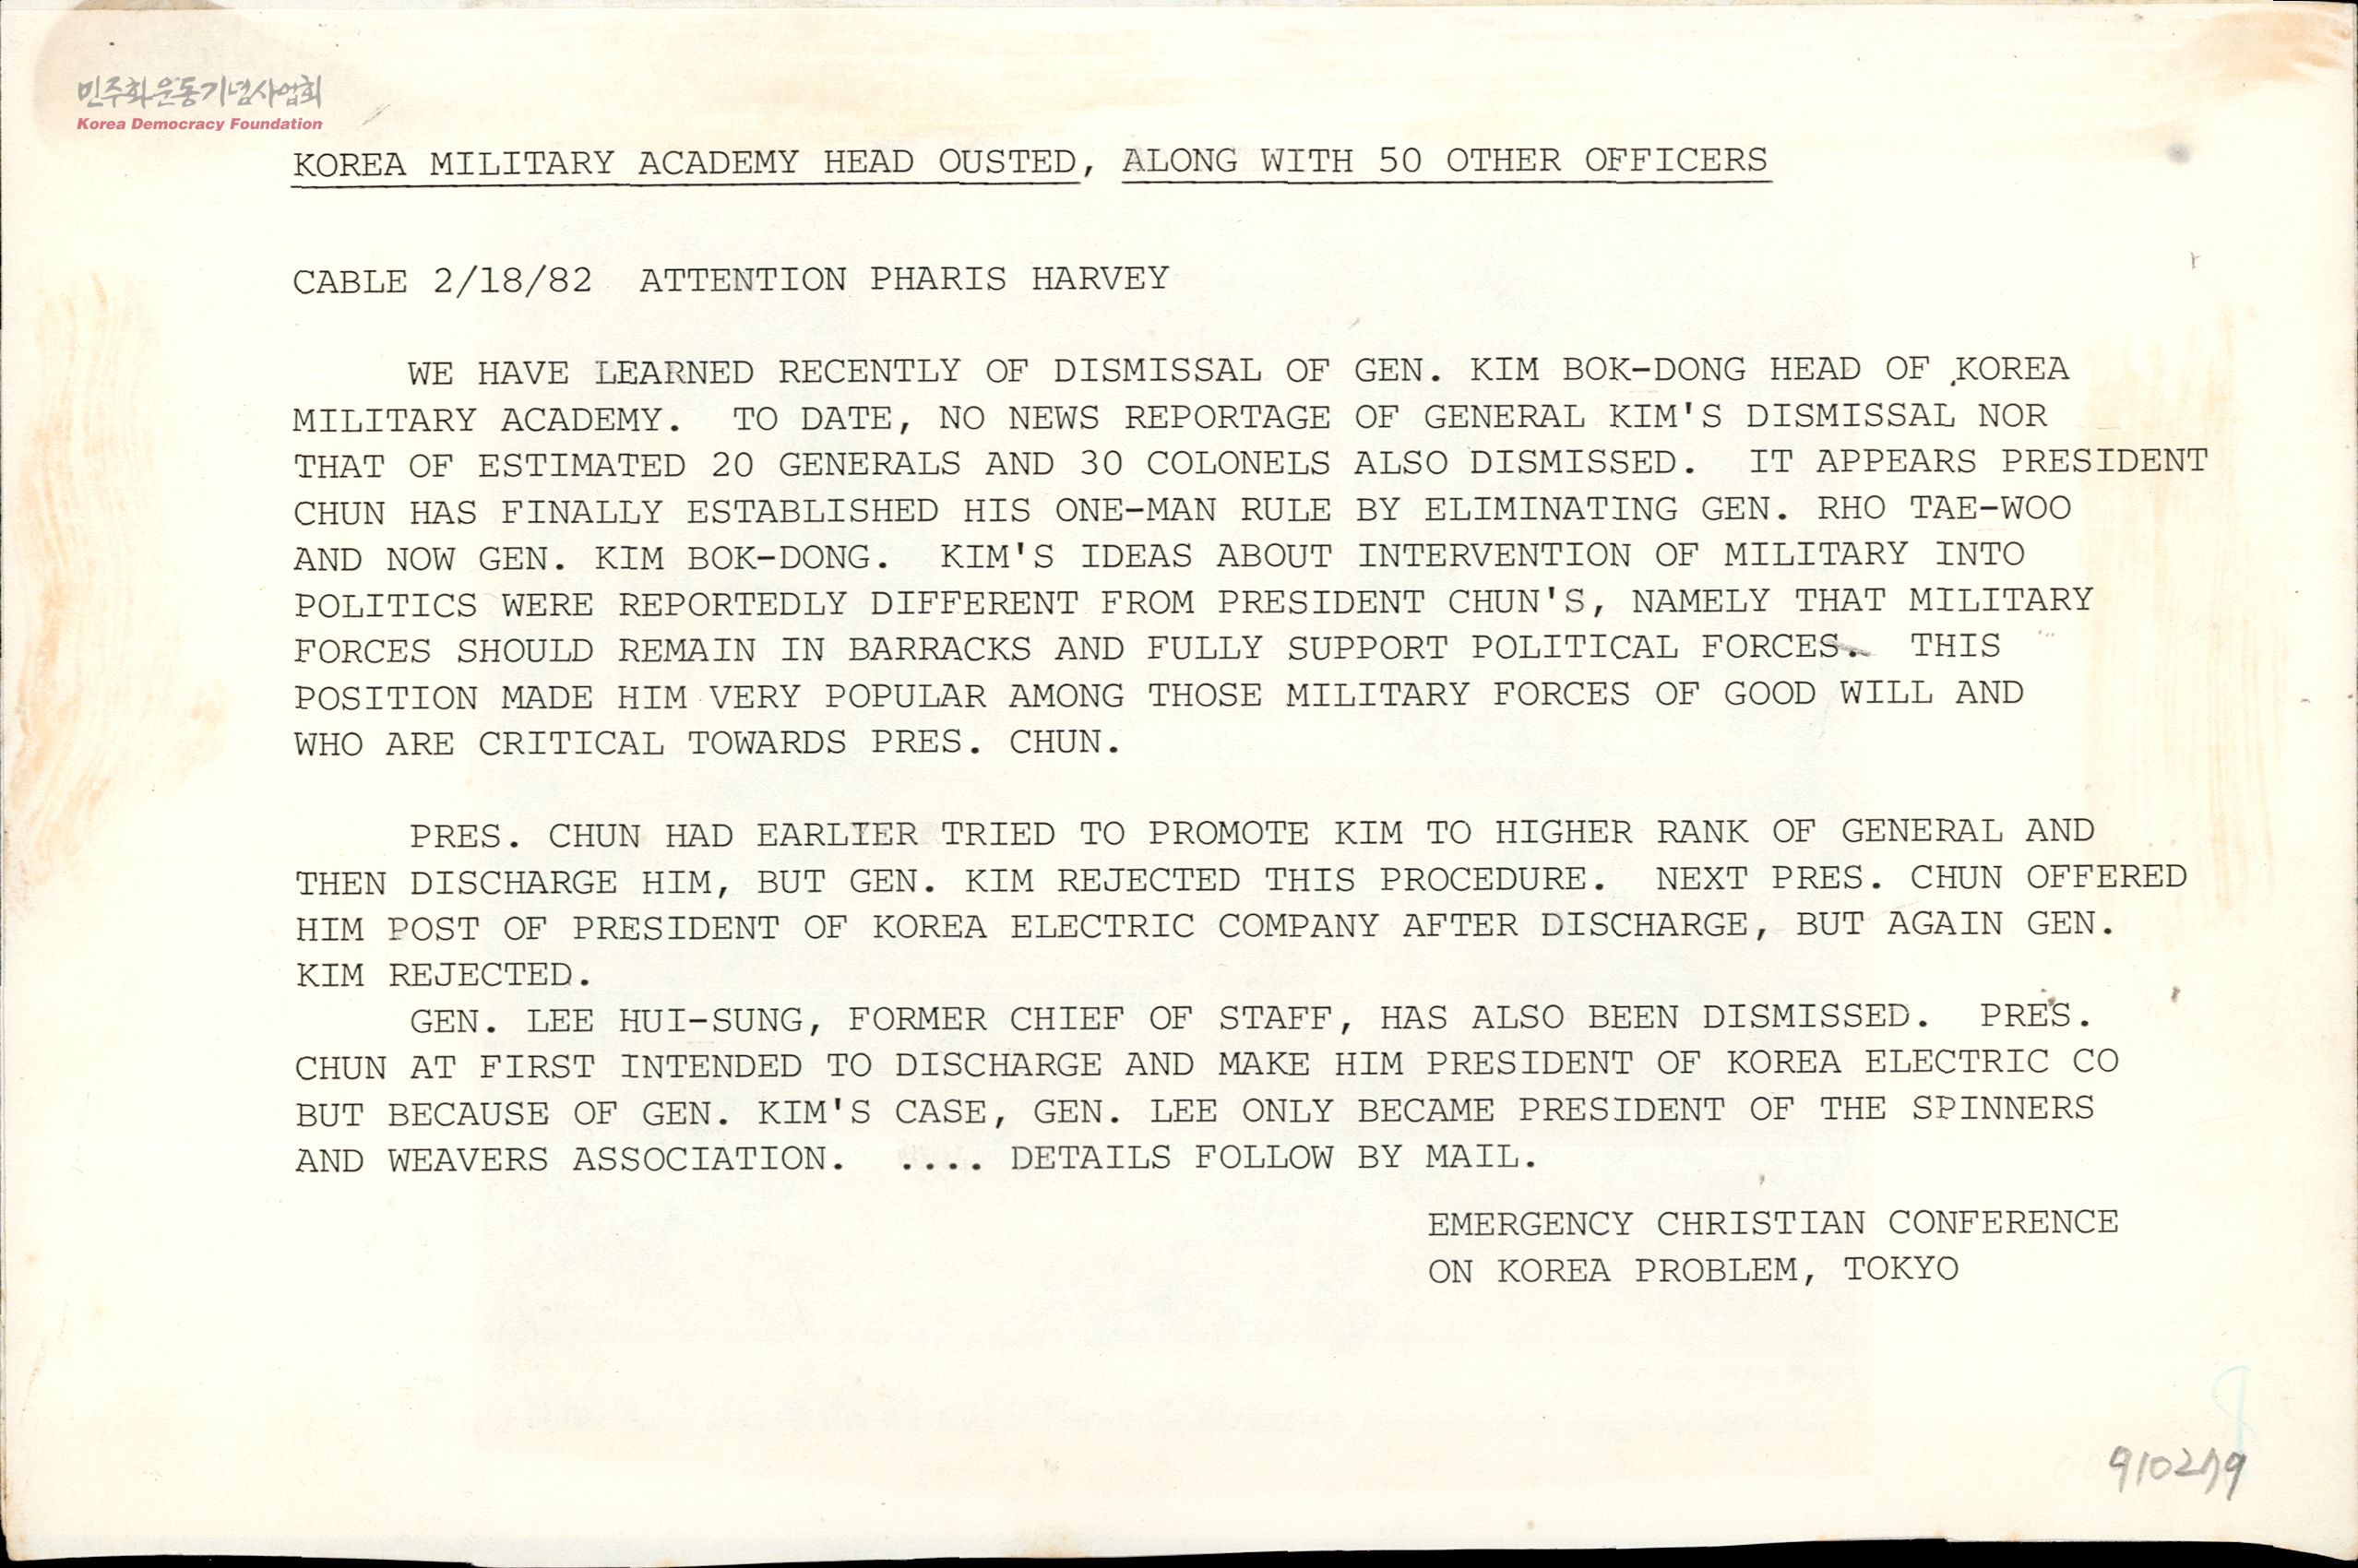 민주화운동기념사업회
Korea Democracy Foundation
KOREA MILITARY ACADEMY HEAD OUSTED, ALONG WITH 50 OTHER OFFICERS
CABLE 2/18/82  ATTENTION PHARIS HARVEY
WE HAVE LEARNED RECENTLY OF DISMISSAL OF GEN. KIM BOK-DONG HEAD OF KOREA
MILITARY ACADEMY.  TO DATE, NO NEWS REPORTAGE OF GENERAL KIM'S DISMISSAL NOR
THAT OF ESTIMATED 20 GENERALS AND 30 COLONELS ALSO DISMISSED.  IT APPEARS PRESIDENT
CHUN HAS FINALLY ESTABLISHED HIS ONE-MAN RULE BY ELIMINATING GEN. RHO TAE-WOO
AND NOW GEN. KIM BOK-DONG.  KIM'S IDEAS ABOUT INTERVENTION OF MILITARY INTO
POLITICS WERE REPORTEDLY DIFFERENT FROM PRESIDENT CHUN'S, NAMELY THAT MILITARY
FORCES SHOULD REMAIN IN BARRACKS AND FULLY SUPPORT POLITICAL FORCES.  THIS
POSITION MADE HIM VERY POPULAR AMONG THOSE MILITARY FORCES OF GOOD WILL AND
WHO ARE CRITICAL TOWARDS PRES. CHUN.
PRES. CHUN HAD EARLIER TRIED TO PROMOTE KIM TO HIGHER RANK OF GENERAL AND
THEN DISCHARGE HIM, BUT GEN. KIM REJECTED THIS PROCEDURE.  NEXT PRES. CHUN OFFERED
HIM POST OF PRESIDENT OF KOREA ELECTRIC COMPANY AFTER DISCHARGE, BUT AGAIN GEN.
KIM REJECTED.
GEN. LEE HUI-SUNG, FORMER CHIEF OF STAFF, HAS ALSO BEEN DISMISSED.  PRES.
CHUN AT FIRST INTENDED TO DISCHARGE AND MAKE HIM PRESIDENT OF KOREA ELECTRIC CO
BUT BECAUSE OF GEN. KIM'S CASE, GEN. LEE ONLY BECAME PRESIDENT OF THE SPINNERS
AND WEAVERS ASSOCIATION.  .... DETAILS FOLLOW BY MAIL.
EMERGENCY CHRISTIAN CONFERENCE
ON KOREA PROBLEM, TOKYO
910279